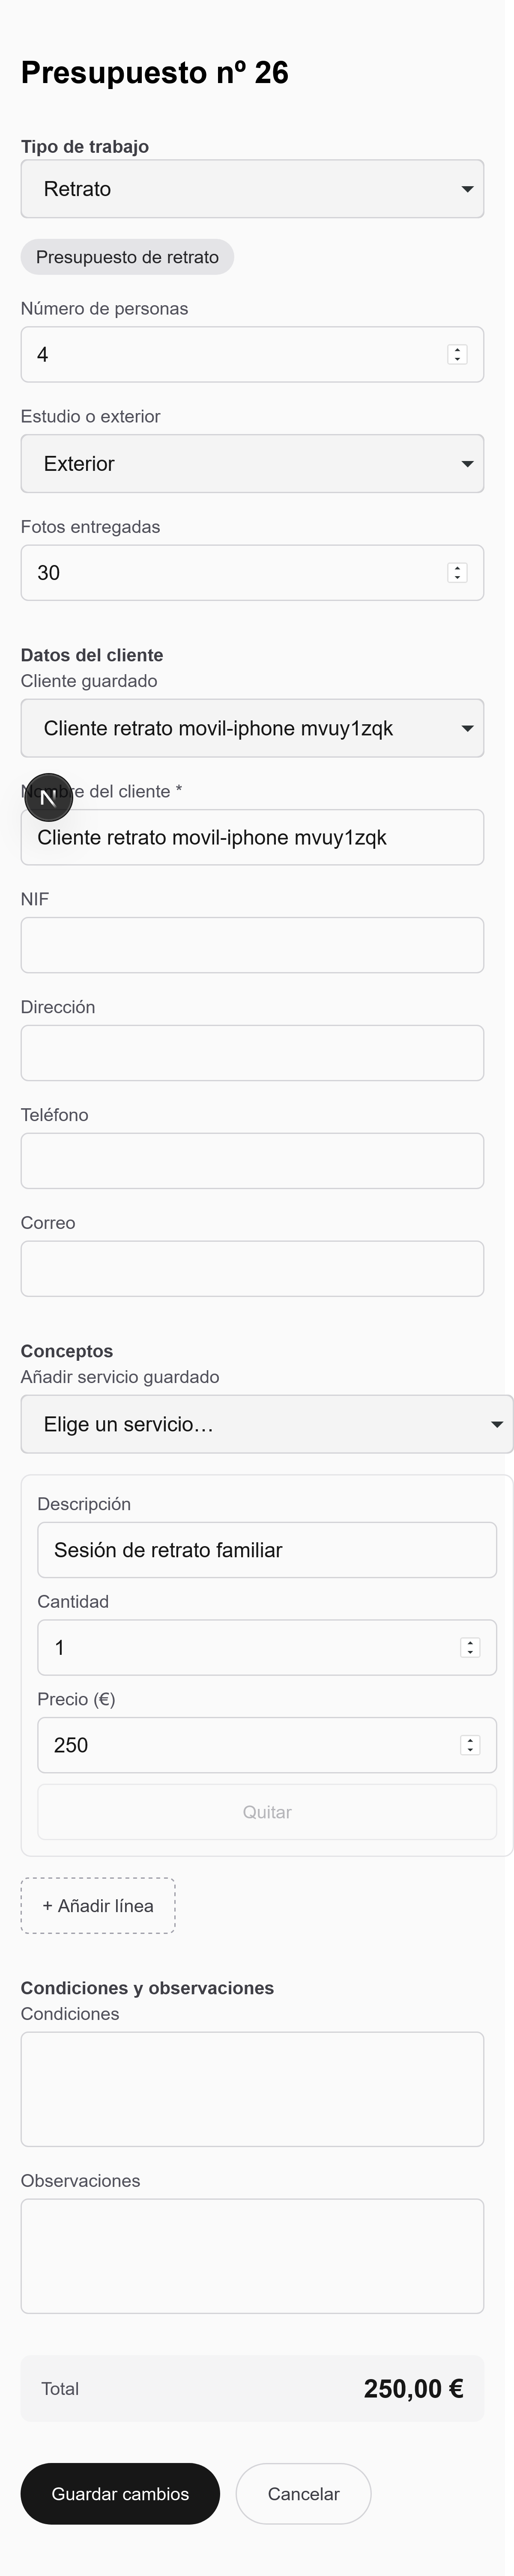 Presupuesto nº 26
Tipo de trabajo
Retrato
Presupuesto de retrato
Número de personas
4
Estudio o exterior
Exterior
Fotos entregadas
30
Datos del cliente
Cliente guardado
Cliente retrato movil-iphone mvuy1zqk
Nombre del cliente *
Cliente retrato movil-iphone mvuy1zqk
NIF
Dirección
Teléfono
Correo
Conceptos
Añadir servicio guardado
Elige un servicio…
Descripción
Sesión de retrato familiar
Cantidad
1
Precio (€)
250
Quitar
+ Añadir línea
Condiciones y observaciones
Condiciones
Observaciones
Total 250,00 €
Guardar cambios Cancelar